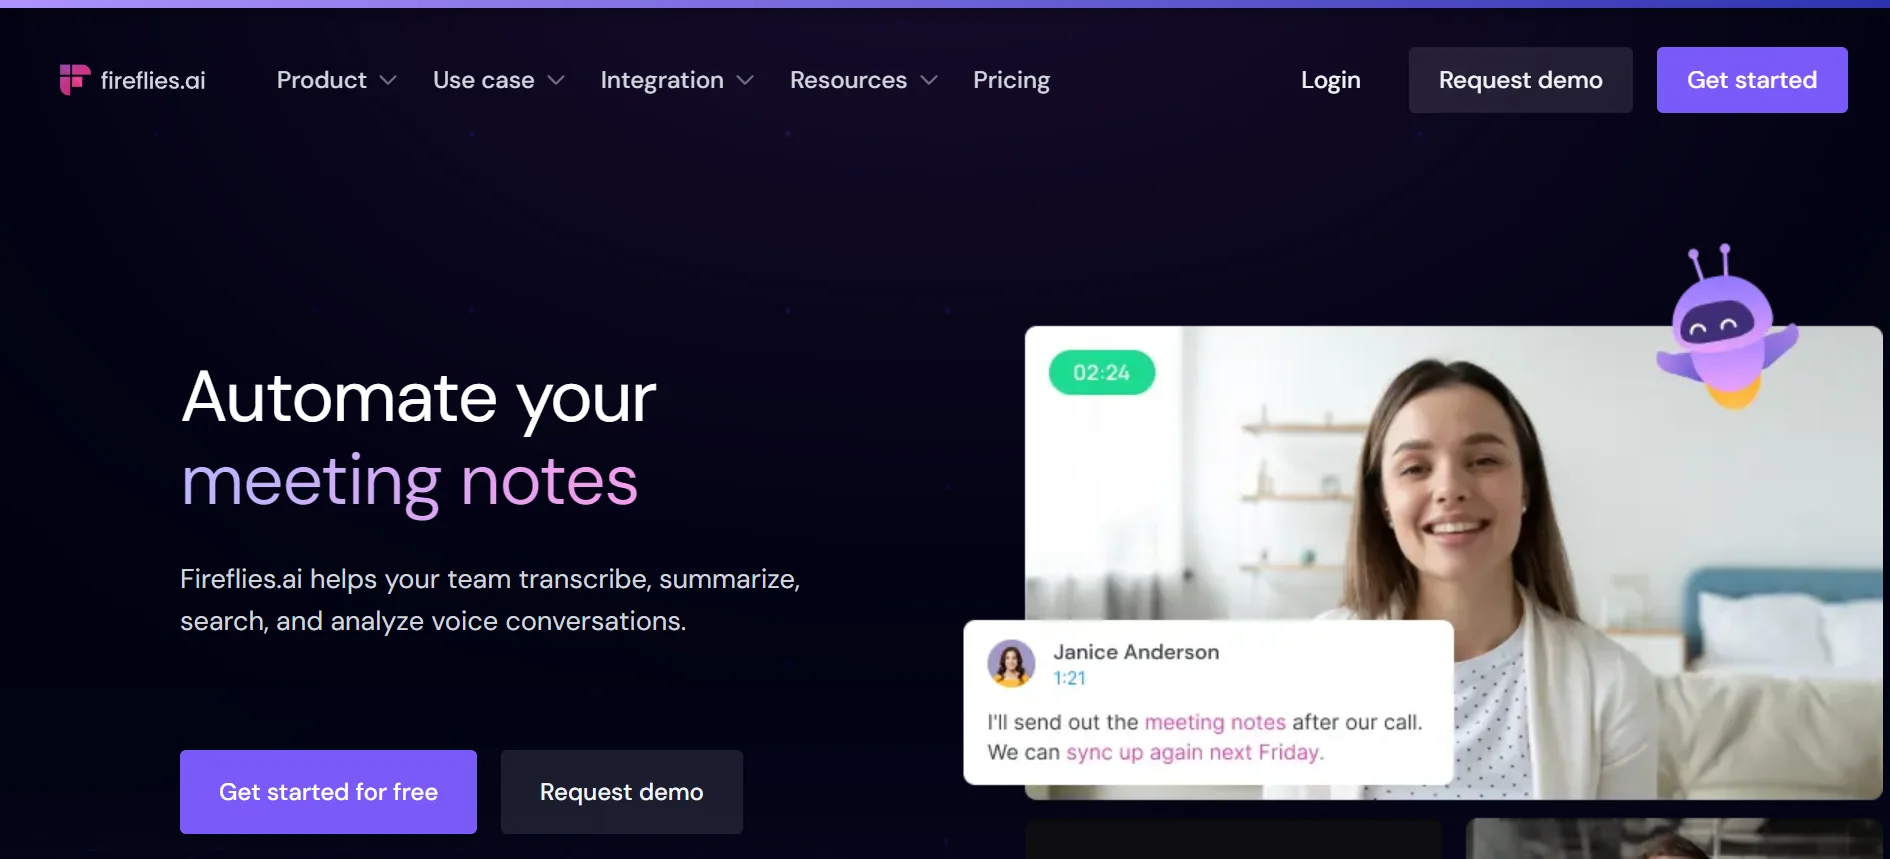 fireflies.ai
Product
Use case
Integration
Resources
Pricing
Login
Request demo
Get started
Automate your
meeting notes
Fireflies.ai helps your team transcribe, summarize,
search, and analyze voice conversations.
Get started for free
Request demo
02:24
Janice Anderson
1:21
I'll send out the meeting notes after our call.
We can sync up again next Friday.